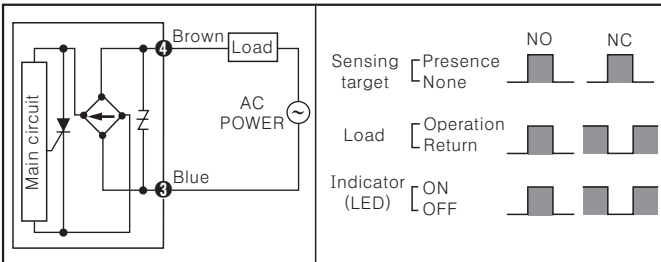 Main circuit
4 Brown
Load
AC
POWER
~
3 Blue
NO NC
Sensing
target
Presence
None
Load
Operation
Return
Indicator
(LED)
ON
OFF